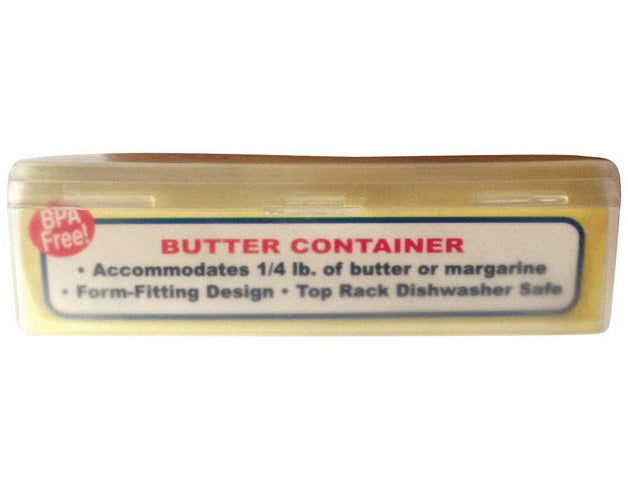 BPA
Free!
BUTTER CONTAINER
• Accommodates 1/4 lb. of butter or margarine
• Form-Fitting Design • Top Rack Dishwasher Safe